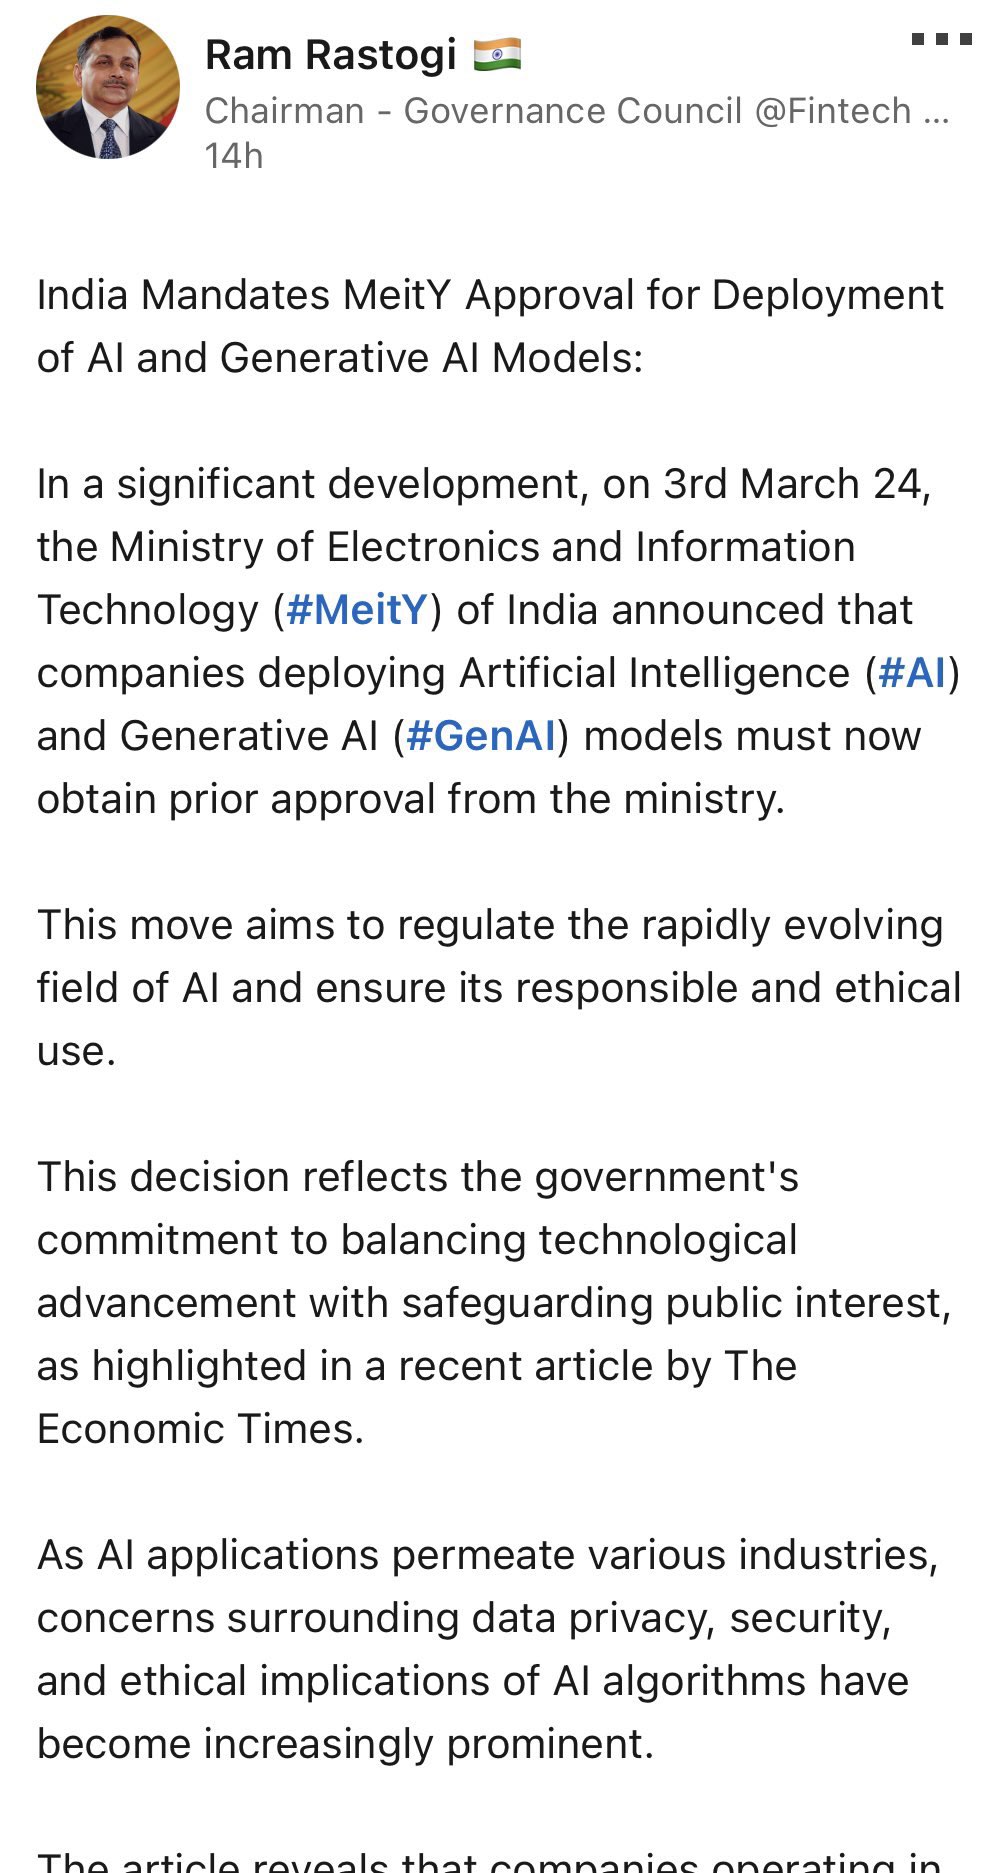 Ram Rastogi 🇮🇳
Chairman - Governance Council @Fintech ...
14h
India Mandates MeitY Approval for Deployment
of AI and Generative AI Models:
In a significant development, on 3rd March 24,
the Ministry of Electronics and Information
Technology (#MeitY) of India announced that
companies deploying Artificial Intelligence (#AI)
and Generative AI (#GenAI) models must now
obtain prior approval from the ministry.
This move aims to regulate the rapidly evolving
field of AI and ensure its responsible and ethical
use.
This decision reflects the government's
commitment to balancing technological
advancement with safeguarding public interest,
as highlighted in a recent article by The
Economic Times.
As AI applications permeate various industries,
concerns surrounding data privacy, security,
and ethical implications of AI algorithms have
become increasingly prominent.
The article reveals that companies operating in